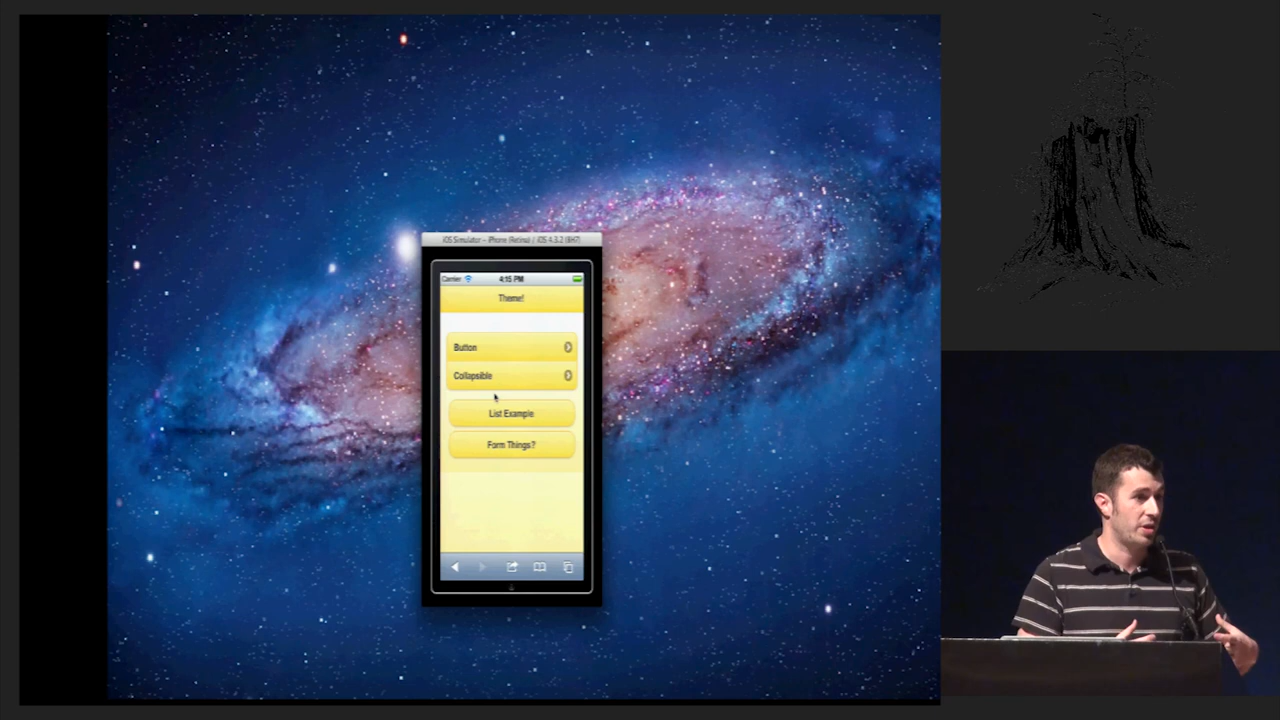 iOS Simulator - iPhone (Retina) / iOS 4.3.2 (8H7)
Carrier 4:15 PM
Theme!
Button
Collapsible
List Example
Form Things?